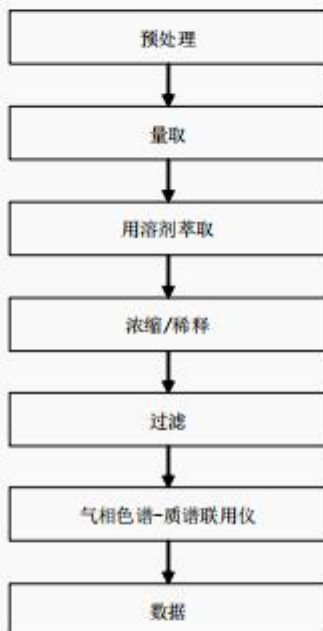 预处理
量取
用溶剂萃取
浓缩/稀释
过滤
气相色谱-质谱联用仪
数据